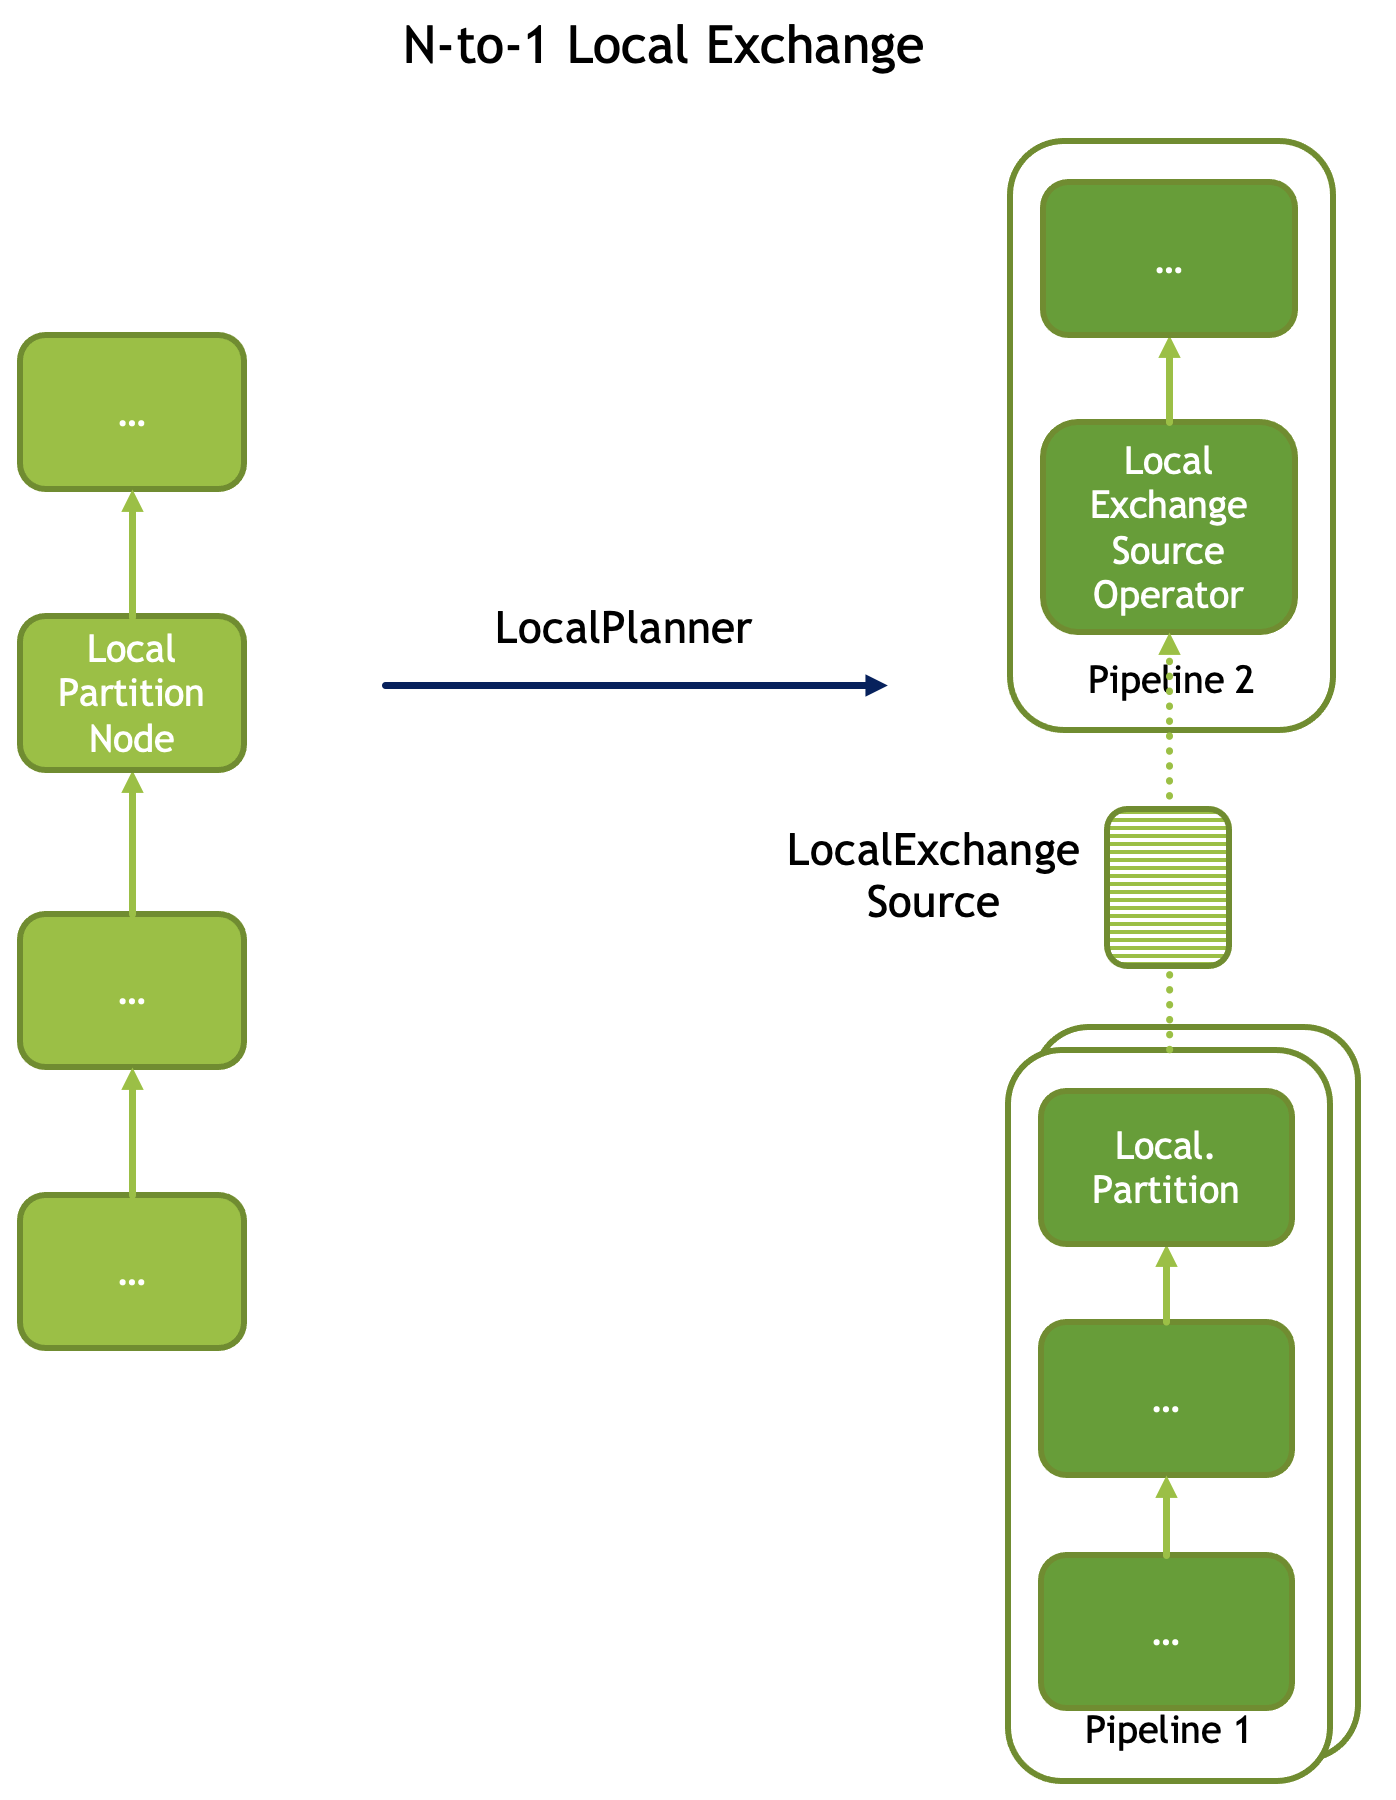 N-to-1 Local Exchange
...
Local
Partition
Node
...
...
LocalPlanner
...
Local
Exchange
Source
Operator
Pipeline 2
LocalExchange
Source
Local.
Partition
...
...
Pipeline 1